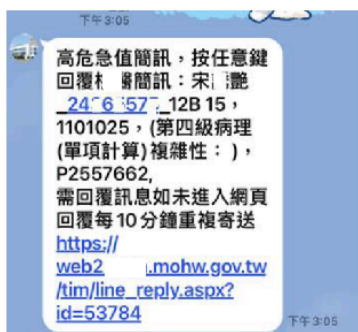 下午 3:05
高危急值簡訊，按任意鍵
回覆 醫簡訊：宋 艷
_12B 15，
1101025，(第四級病理
(單項計算)複雜性：)，
P2557662,
需回覆訊息如未進入網頁
回覆每10分鐘重複寄送
https://
web2 .mohw.gov.tw
/tim/line_reply.aspx?
id=53784
下午 3:05